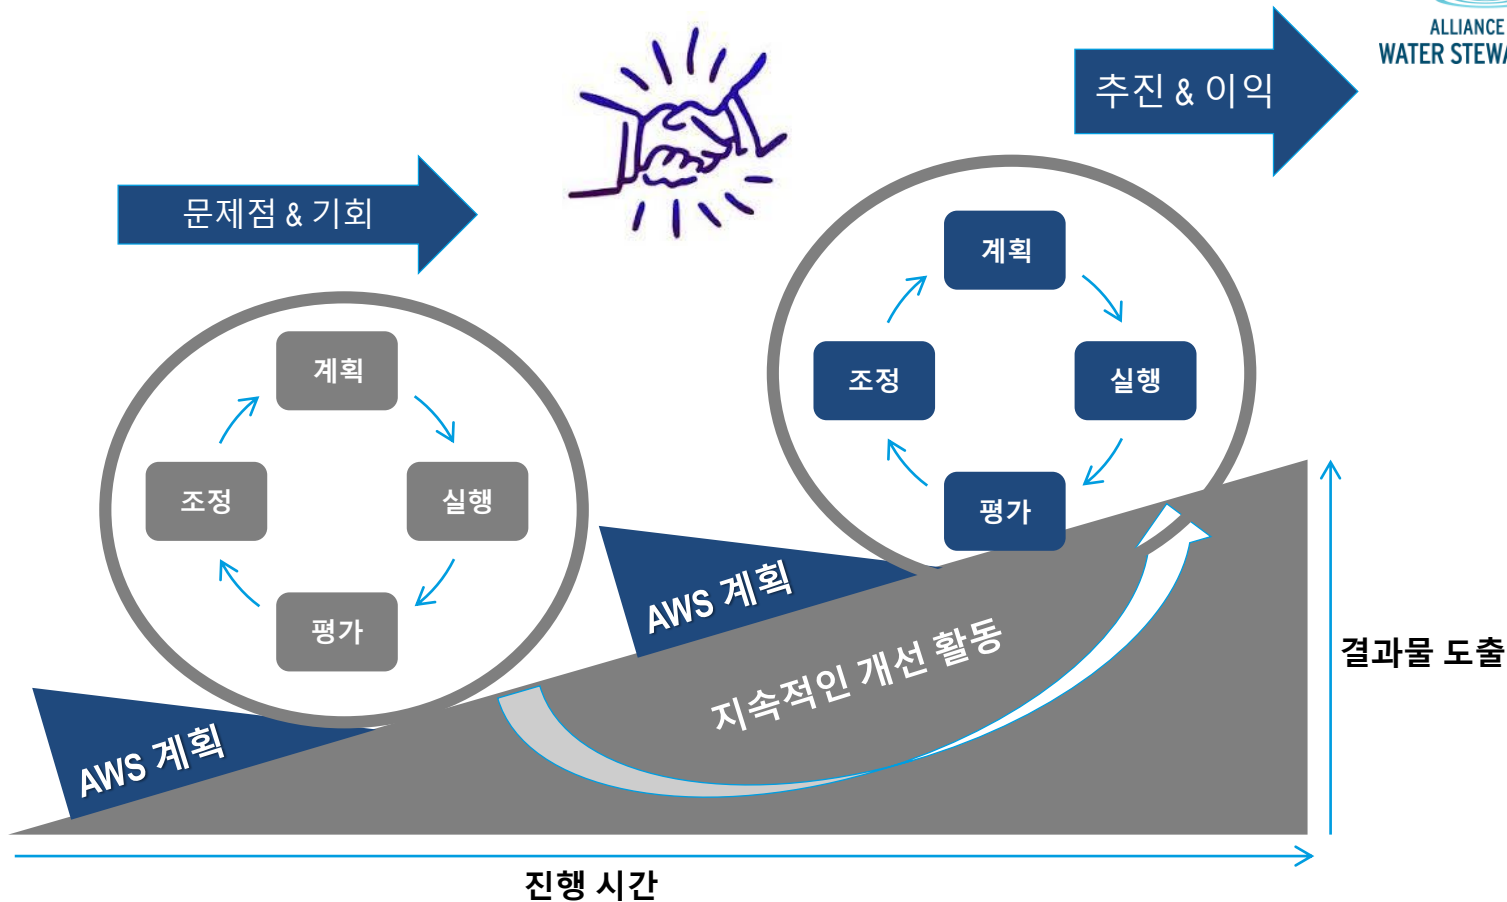 ALLIANCE
WATER
추진 & 이익
문제점 & 기회
계획
조정
실행
평가
계획
조정
실행
평가
AWS 계획
AWS 계획
지속적인 개선 활동
결과물 도출
진행 시간